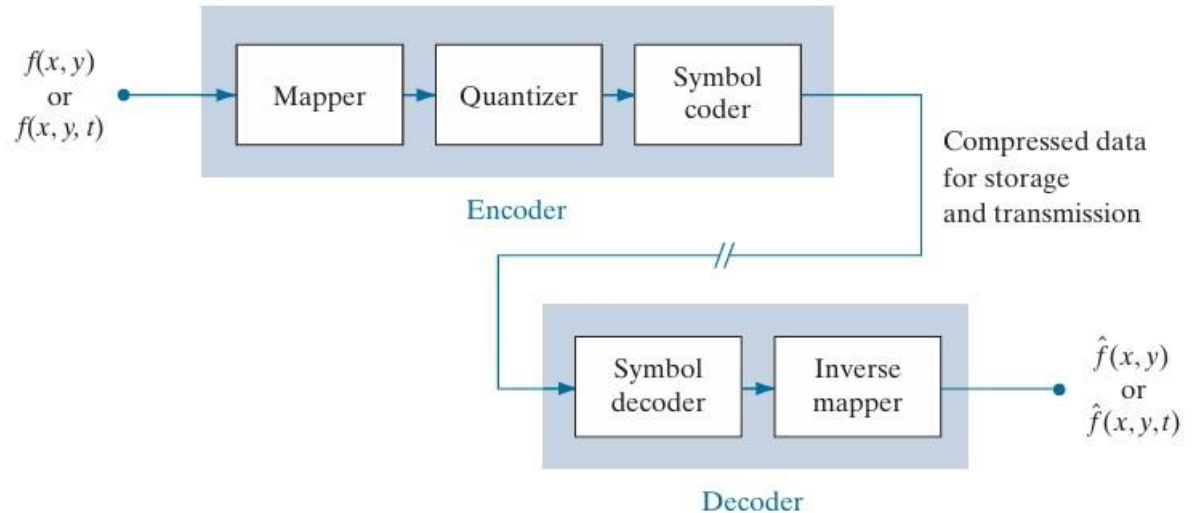 f(x, y)
or
f(x, y, t)
Mapper
Quantizer
Symbol
coder
Encoder
Compressed data
for storage
and transmission
Symbol
decoder
Inverse
mapper
f̂(x, y)
or
f̂(x, y, t)
Decoder